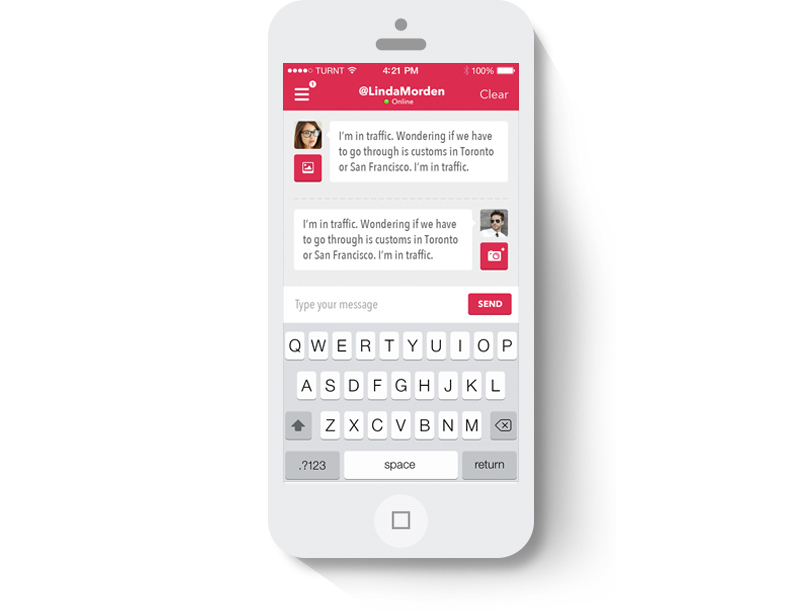 TURNT 4:21 PM 100%
1
@LindaMorden
Online
Clear
I'm in traffic. Wondering if we have
to go through is customs in Toronto
or San Francisco. I'm in traffic.
I'm in traffic. Wondering if we have
to go through is customs in Toronto
or San Francisco. I'm in traffic.
Type your message SEND
Q W E R T Y U I O P
A S D F G H J K L
Z X C V B N M
.?123 space return